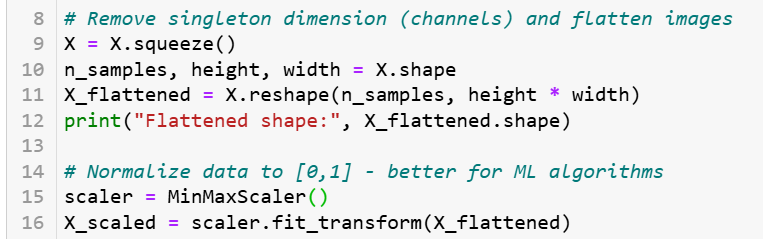 8 # Remove singleton dimension (channels) and flatten images
9 X = X.squeeze()
10 n_samples, height, width = X.shape
11 X_flattened = X.reshape(n_samples, height * width)
12 print("Flattened shape:", X_flattened.shape)
13
14 # Normalize data to [0,1] - better for ML algorithms
15 scaler = MinMaxScaler()
16 X_scaled = scaler.fit_transform(X_flattened)